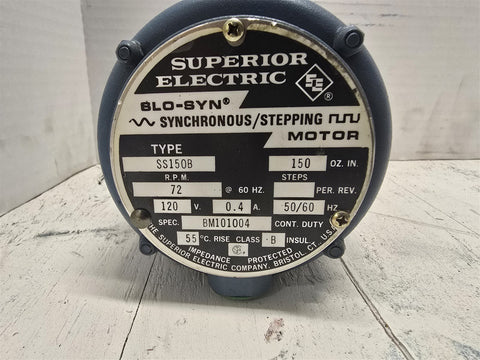 SUPERIOR
ELECTRIC
SE ®
SLO-SYN®
SYNCHRONOUS/STEPPING
MOTOR
TYPE
SS150B 150 OZ. IN.
R.P.M. STEPS
72 @ 60 HZ. PER. REV.
120 V. 0.4 A. 50/60 HZ
SPEC. BM101004 CONT. DUTY
55 °C. RISE CLASS B INSUL.
IMPEDANCE PROTECTED
THE SUPERIOR ELECTRIC COMPANY, BRISTOL, CT. U.S.A.